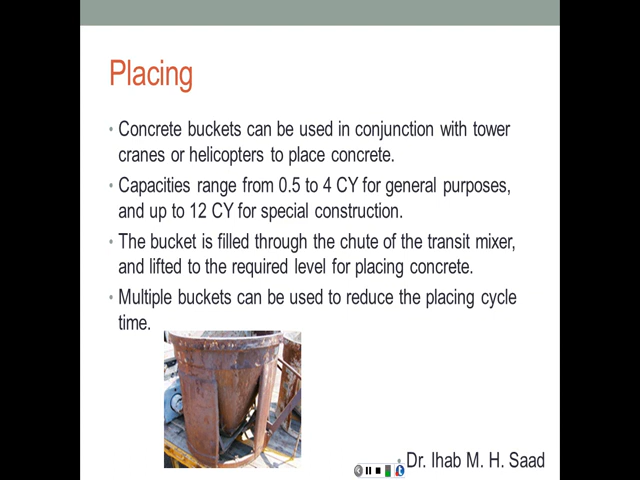 Placing
• Concrete buckets can be used in conjunction with tower
cranes or helicopters to place concrete.
• Capacities range from 0.5 to 4 CY for general purposes,
and up to 12 CY for special construction.
• The bucket is filled through the chute of the transit mixer,
and lifted to the required level for placing concrete.
• Multiple buckets can be used to reduce the placing cycle
time.
• Dr. Ihab M. H. Saad